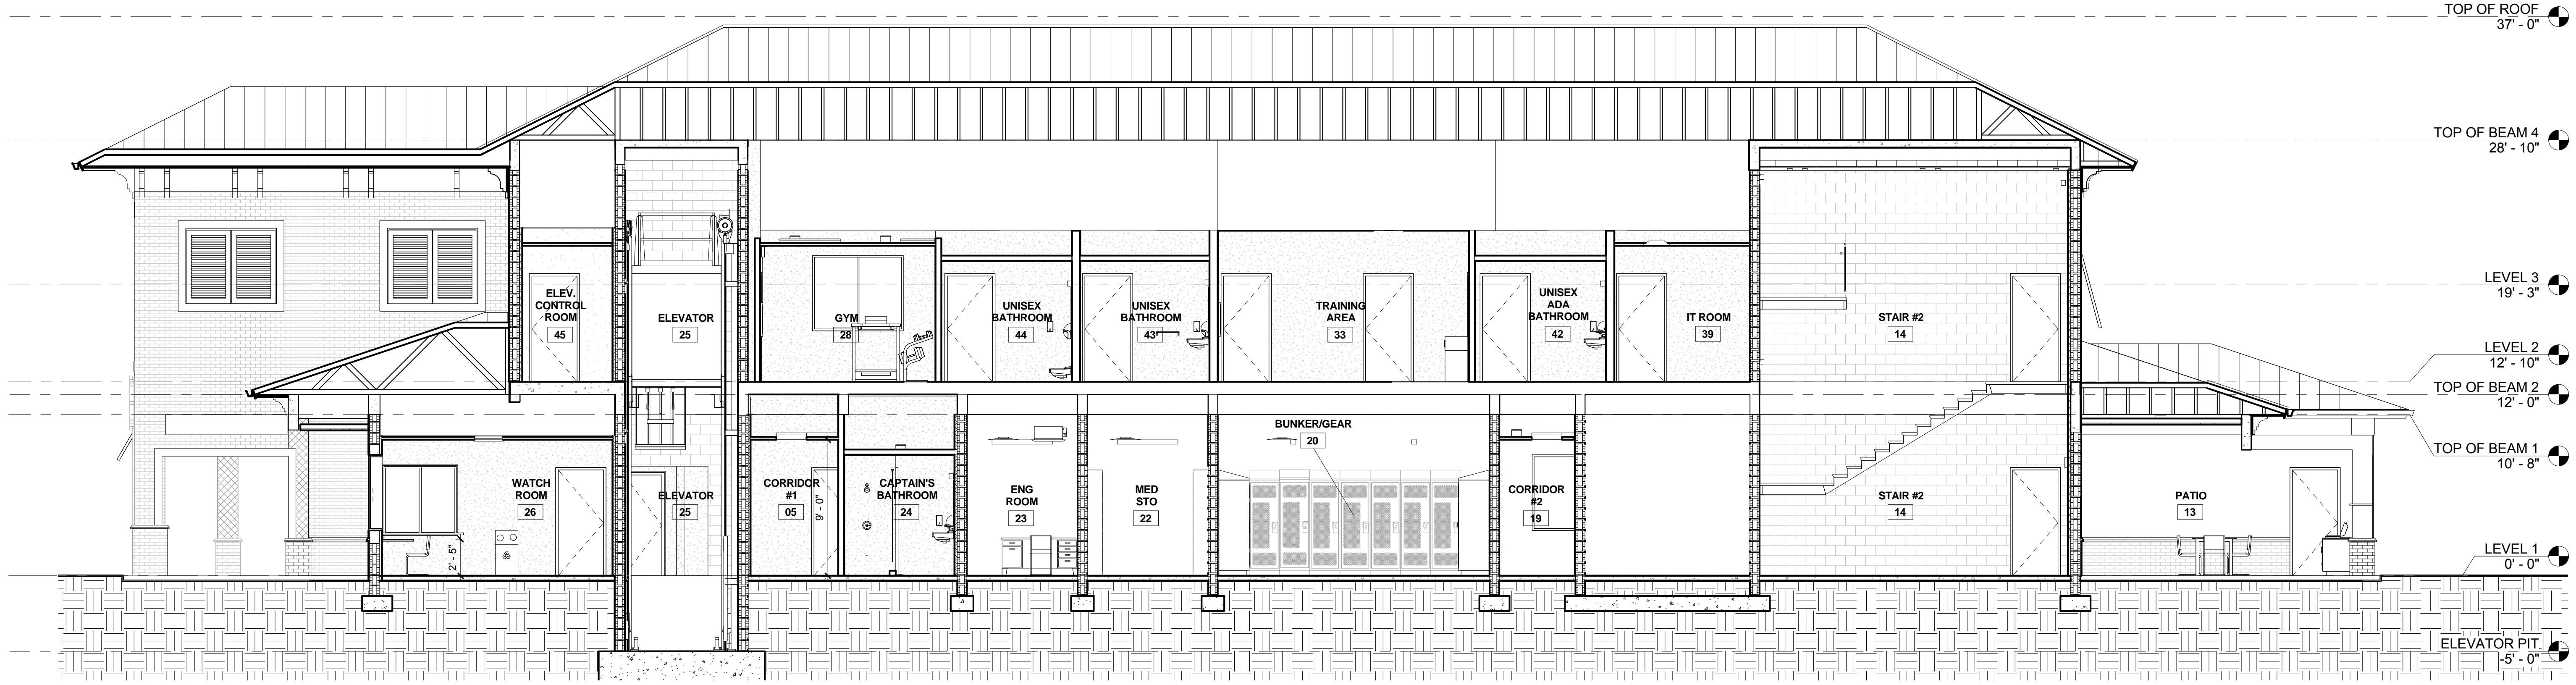 TOP OF ROOF
37' - 0"
TOP OF BEAM 4
28' - 10"
LEVEL 3
19' - 3"
LEVEL 2
12' - 10"
TOP OF BEAM 2
12' - 0"
TOP OF BEAM 1
10' - 8"
LEVEL 1
0' - 0"
ELEVATOR PIT
-5' - 0"
ELEV.
CONTROL
ROOM
45
ELEVATOR
25
GYM
28
UNISEX
BATHROOM
44
UNISEX
BATHROOM
43
TRAINING
AREA
33
UNISEX
ADA
BATHROOM
42
IT ROOM
39
STAIR #2
14
WATCH
ROOM
26
2' - 5"
ELEVATOR
25
CORRIDOR
#1
05
9' - 0"
CAPTAIN'S
BATHROOM
24
ENG
ROOM
23
MED
STO
22
BUNKER/GEAR
20
CORRIDOR
#2
19
STAIR #2
14
PATIO
13